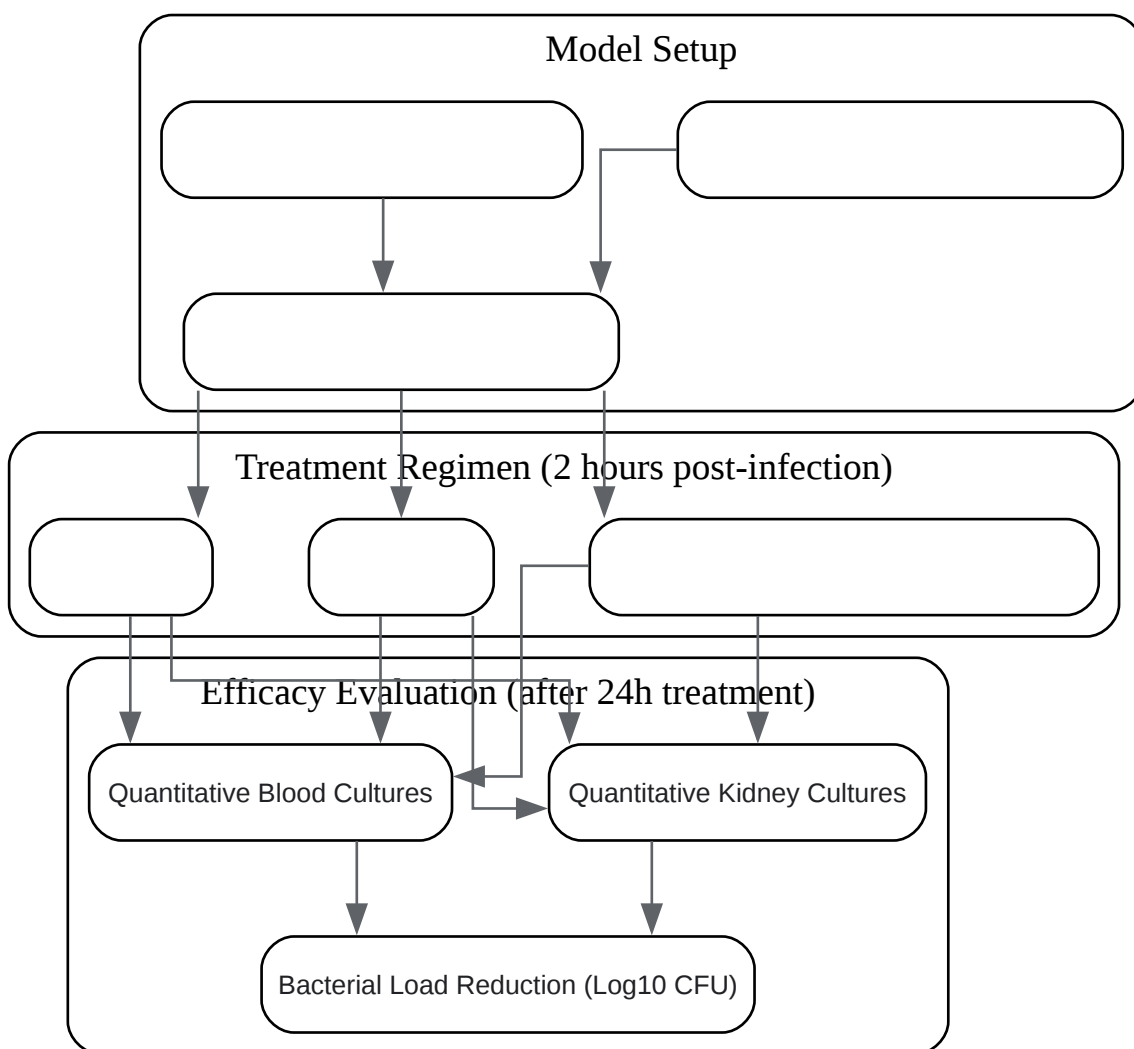 Model Setup
Treatment Regimen (2 hours post-infection)
Efficacy Evaluation (after 24h treatment)
Quantitative Blood Cultures
Quantitative Kidney Cultures
Bacterial Load Reduction (Log10 CFU)